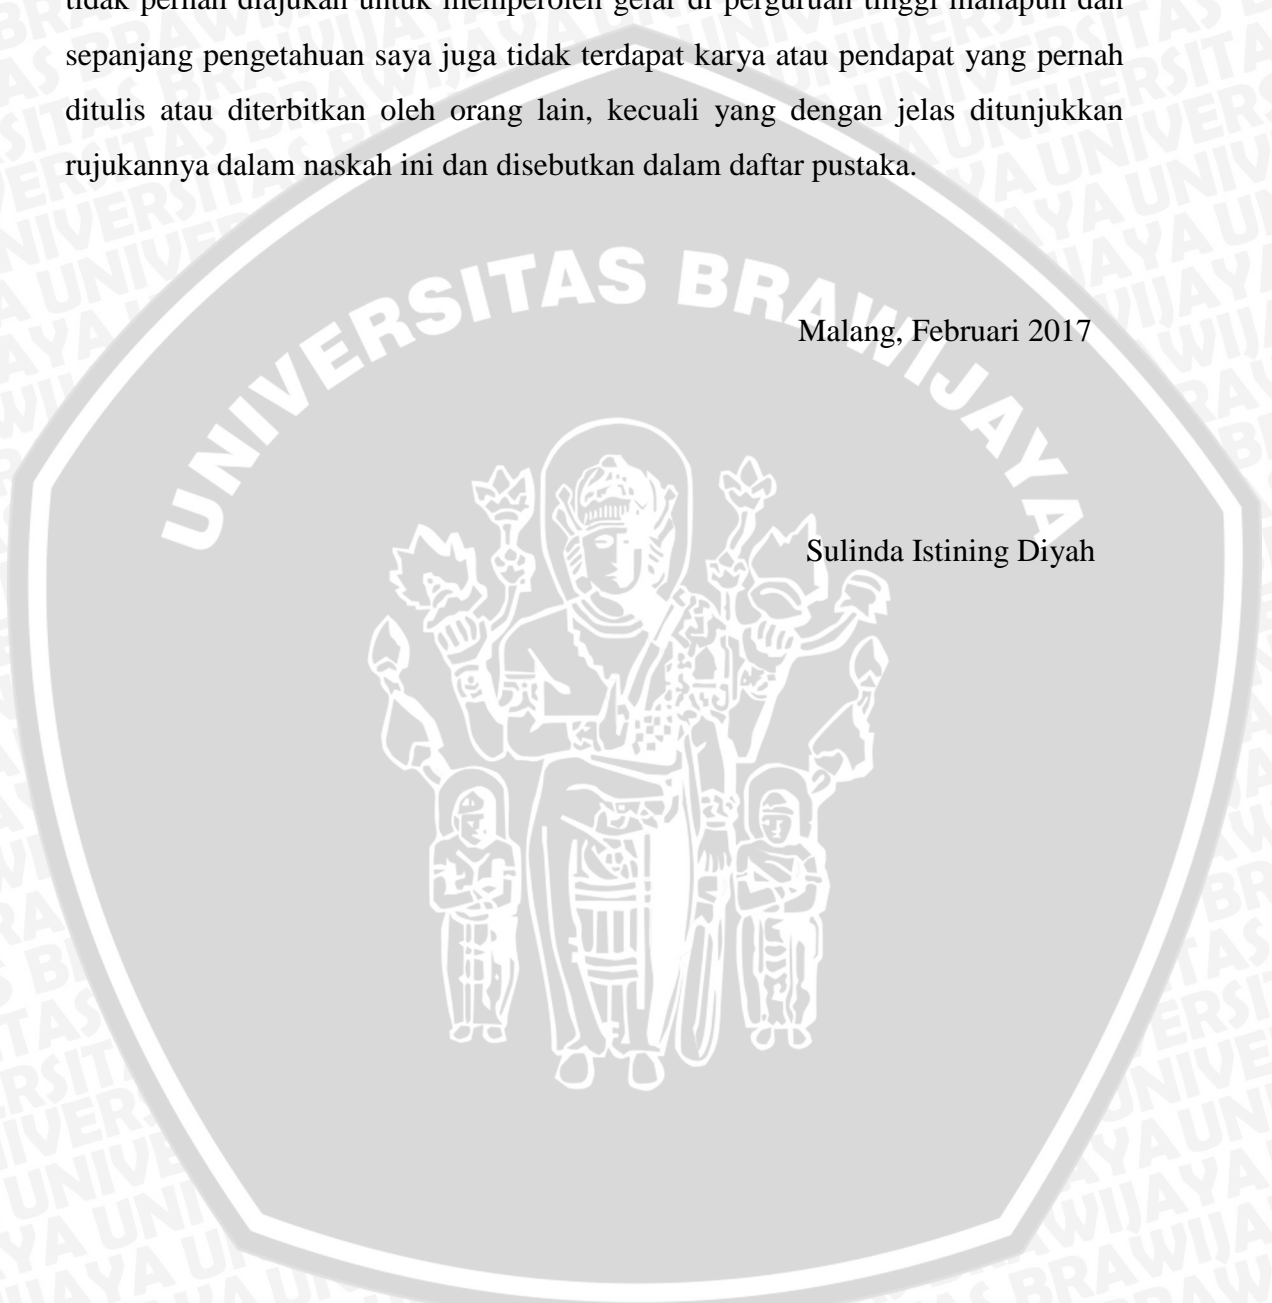 tidak pernah diajukan untuk memperoleh gelar di perguruan tinggi manapun dan
sepanjang pengetahuan saya juga tidak terdapat karya atau pendapat yang pernah
ditulis atau diterbitkan oleh orang lain, kecuali yang dengan jelas ditunjukkan
rujukannya dalam naskah ini dan disebutkan dalam daftar pustaka.
UNIVERSITAS BRAWIJAYA
Malang, Februari 2017
Sulinda Istining Diyah